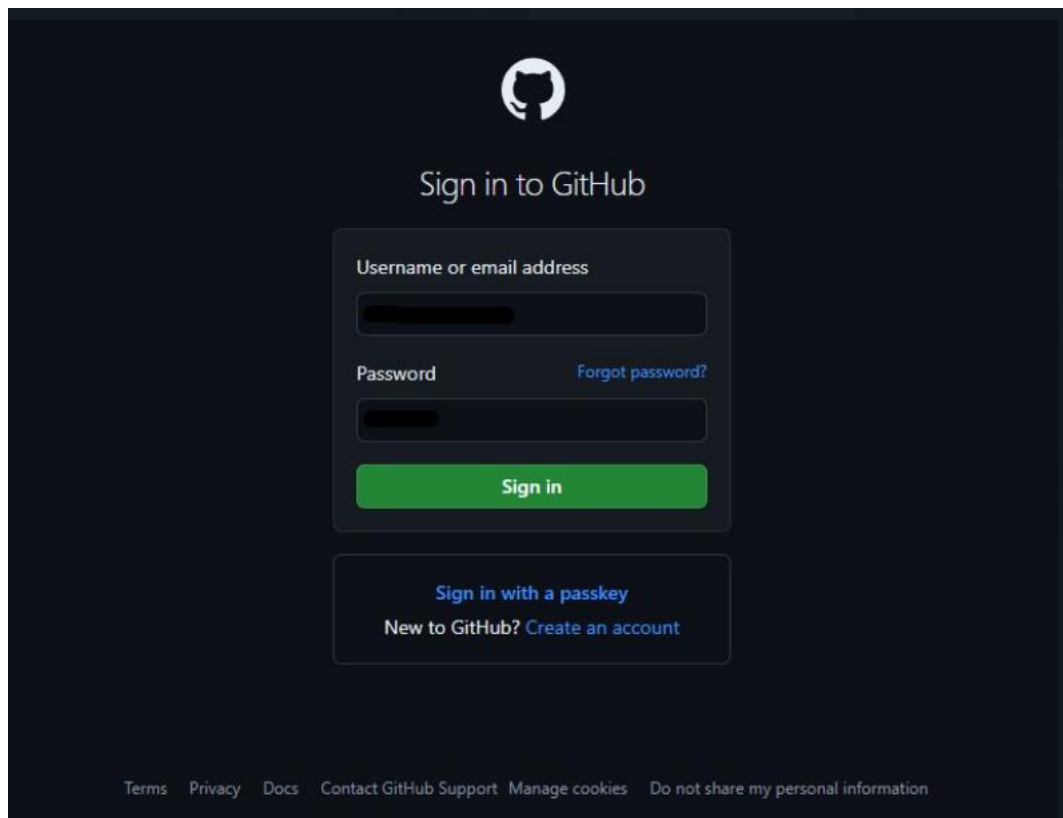 Sign in to GitHub
Username or email address
Password Forgot password?
Sign in
Sign in with a passkey
New to GitHub? Create an account
Terms Privacy Docs Contact GitHub Support Manage cookies Do not share my personal information